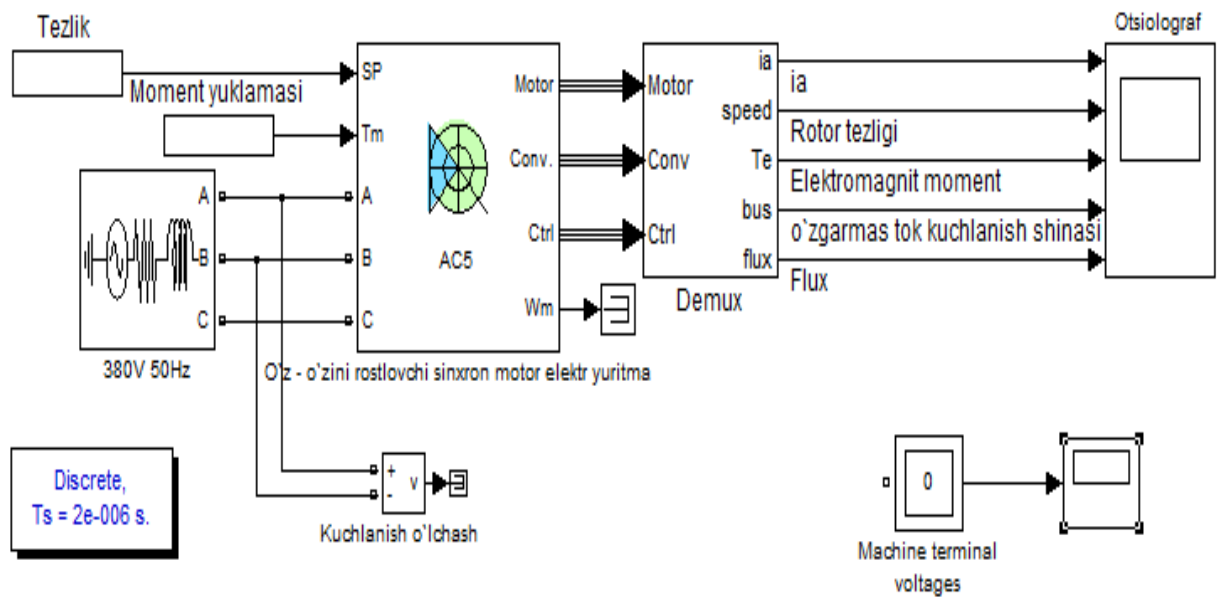 Tezlik
Moment yuklamasi
SP
Tm
A
B
C
Motor
Conv.
Ctrl
Wm
AC5
O`z - o`zini rostlovchi sinxron motor elektr yuritma
A
B
C
380V 50Hz
Motor
Conv
Ctrl
ia
speed
Te
bus
flux
Demux
ia
Rotor tezligi
Elektromagnit moment
o`zgarmas tok kuchlanish shinasi
Flux
Otsiolograf
Discrete,
Ts = 2e-006 s.
+
-
v
Kuchlanish o`lchash
0
Machine terminal
voltages